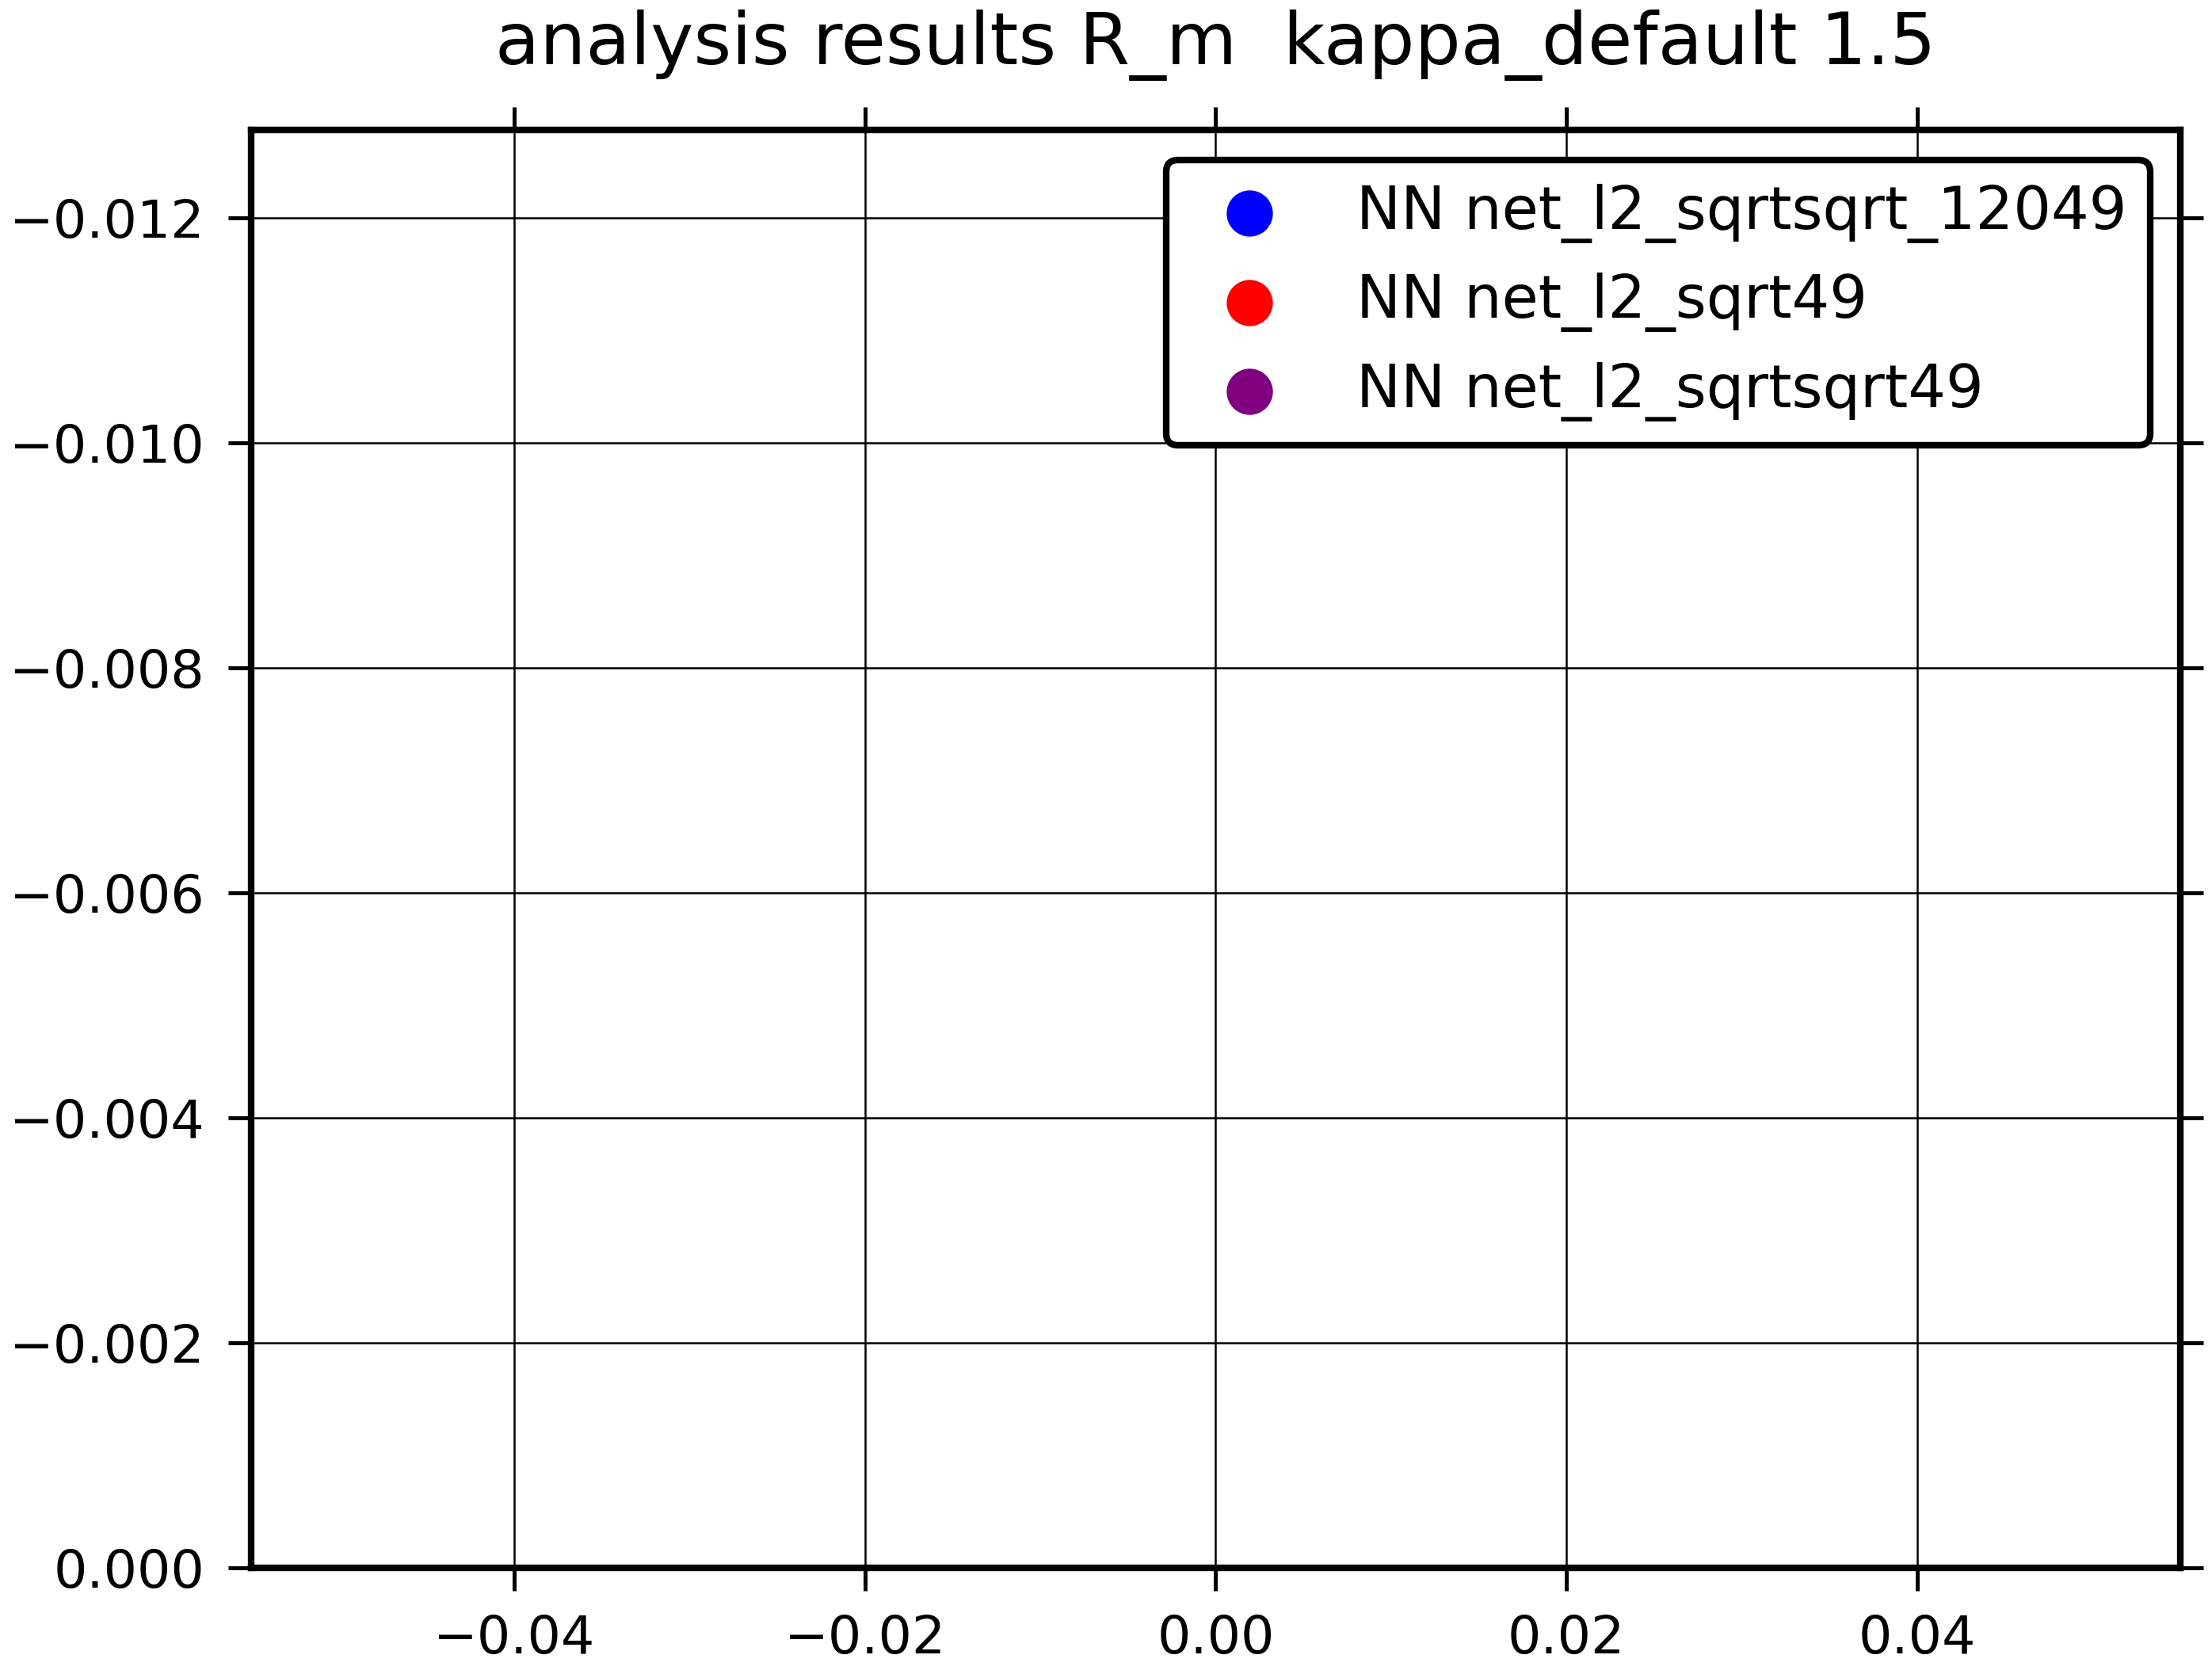 analysis results R_m  kappa_default 1.5
NN net_l2_sqrtsqrt_12049
NN net_l2_sqrt49
NN net_l2_sqrtsqrt49
−0.012
−0.010
−0.008
−0.006
−0.004
−0.002
0.000
−0.04 −0.02 0.00 0.02 0.04